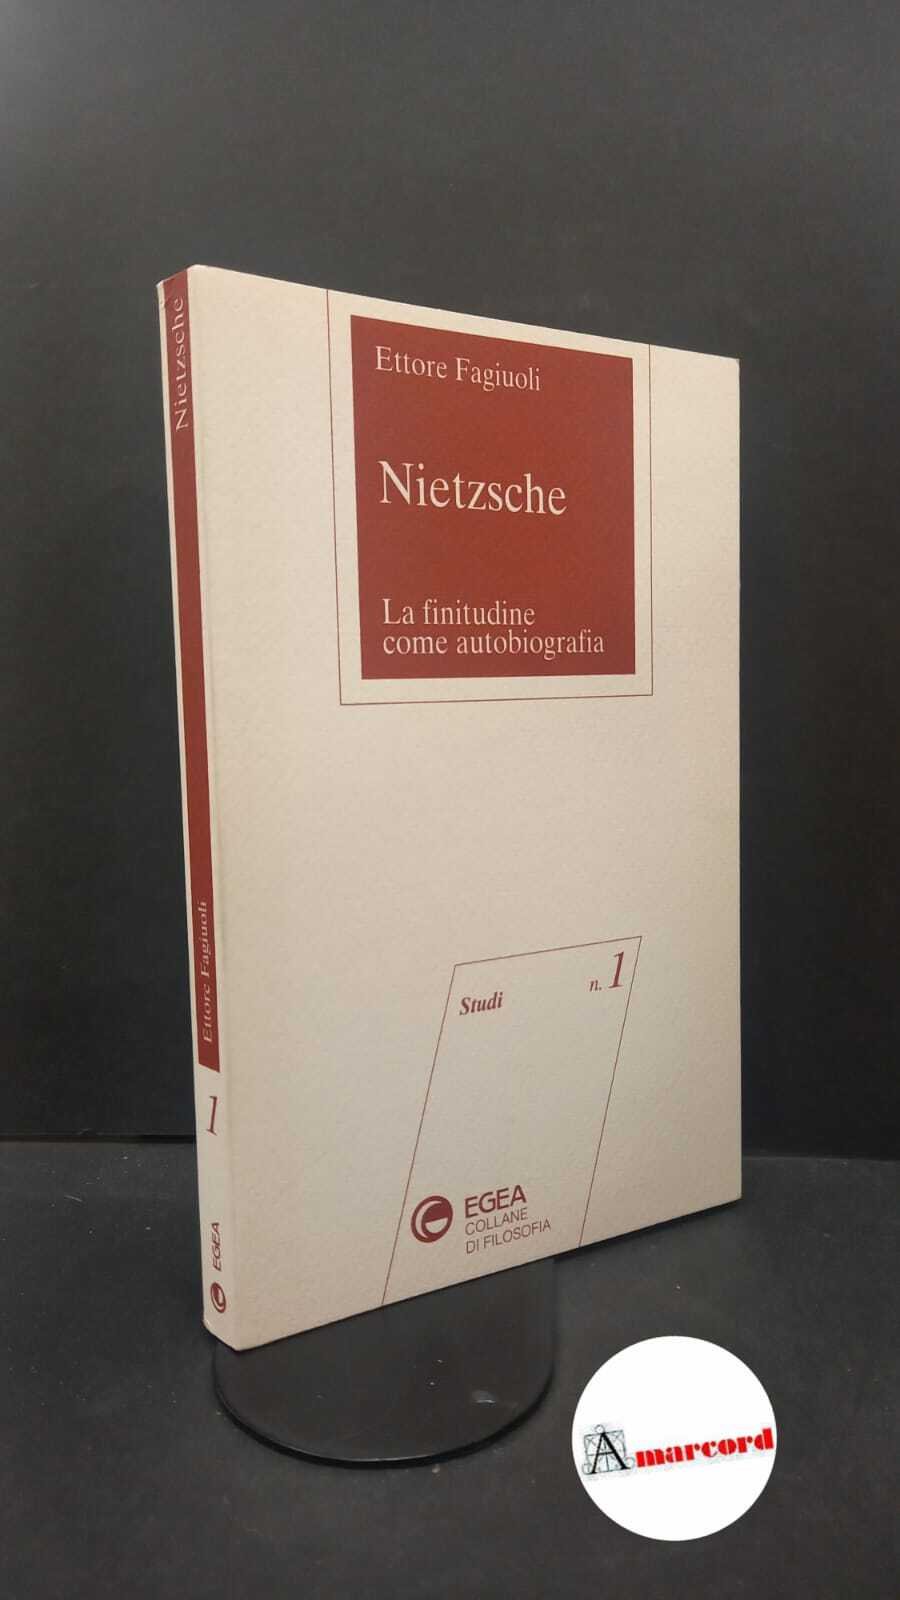 Ettore Fagiuoli
Nietzsche
La finitudine
come autobiografia
Studi
n. 1
EGEA
COLLANE
DI FILOSOFIA
Nietzsche
Ettore Fagiuoli
1
EGEA
Amarcord